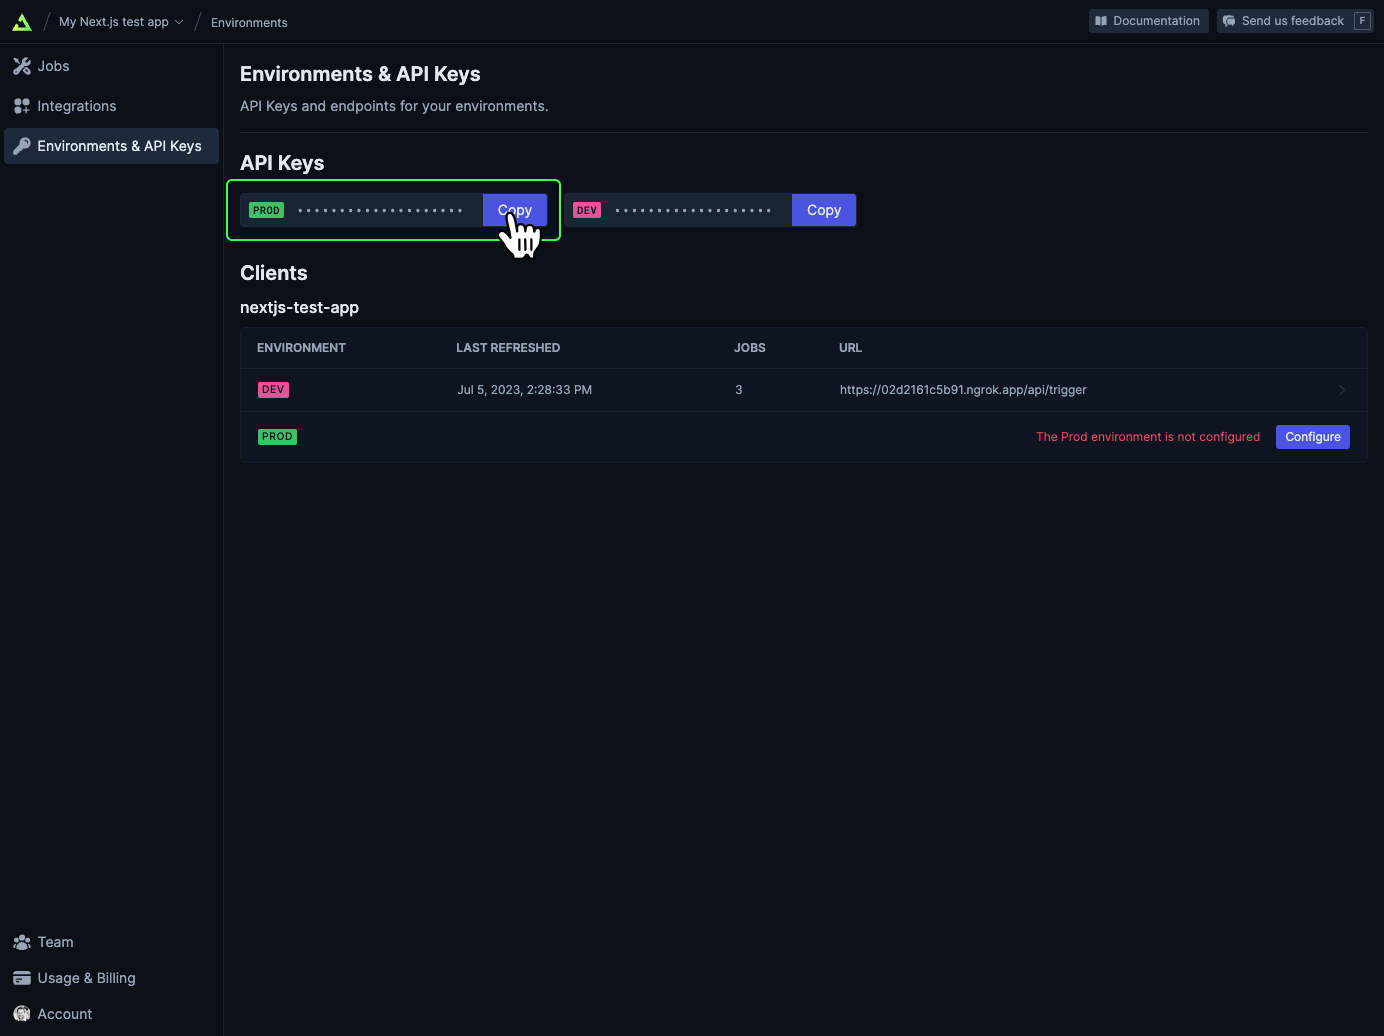 My Next.js test app
Environments
Documentation
Send us feedback F
Jobs
Integrations
Environments & API Keys
Environments & API Keys
API Keys and endpoints for your environments.
API Keys
PROD •••••••••••••••••••• Copy
DEV ••••••••••••••••••• Copy
Clients
nextjs-test-app
ENVIRONMENT LAST REFRESHED JOBS URL
DEV Jul 5, 2023, 2:28:33 PM 3 https://02d2161c5b91.ngrok.app/api/trigger
PROD The Prod environment is not configured Configure
Team
Usage & Billing
Account